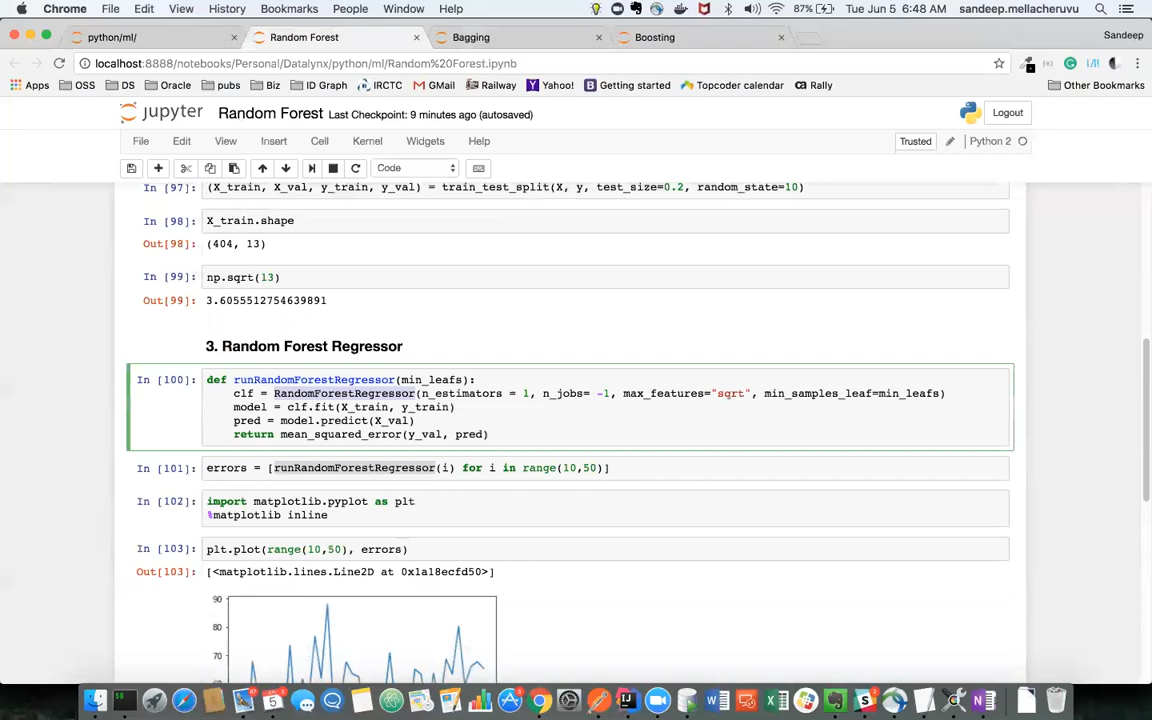 Chrome File Edit View History Bookmarks People Window Help 87% Tue Jun 5 6:48 AM sandeep.mellacheruvu
python/ml/ Random Forest Bagging Boosting Sandeep
localhost:8888/notebooks/Personal/Datalynx/python/ml/Random%20Forest.ipynb
Apps OSS DS Oracle pubs Biz ID Graph IRCTC GMail Railway Yahoo! Getting started Topcoder calendar Rally Other Bookmarks
jupyter Random Forest Last Checkpoint: 9 minutes ago (autosaved) Logout
File Edit View Insert Cell Kernel Widgets Help Trusted Python 2
Code
In [97]: (X_train, X_val, y_train, y_val) = train_test_split(X, y, test_size=0.2, random_state=10)
In [98]: X_train.shape
Out[98]: (404, 13)
In [99]: np.sqrt(13)
Out[99]: 3.6055512754639891
3. Random Forest Regressor
In [100]: def runRandomForestRegressor(min_leafs):
clf = RandomForestRegressor(n_estimators = 1, n_jobs= -1, max_features="sqrt", min_samples_leaf=min_leafs)
model = clf.fit(X_train, y_train)
pred = model.predict(X_val)
return mean_squared_error(y_val, pred)
In [101]: errors = [runRandomForestRegressor(i) for i in range(10,50)]
In [102]: import matplotlib.pyplot as plt
%matplotlib inline
In [103]: plt.plot(range(10,50), errors)
Out[103]: [<matplotlib.lines.Line2D at 0x1a18ecfd50>]
90
80
70